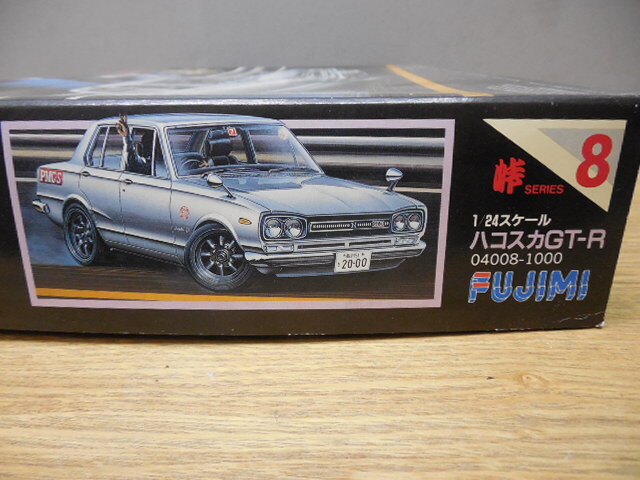 峠 SERIES 8
1/24スケール
ハコスカGT-R
04008-1000
FUJIMI
PMC·S
20-00